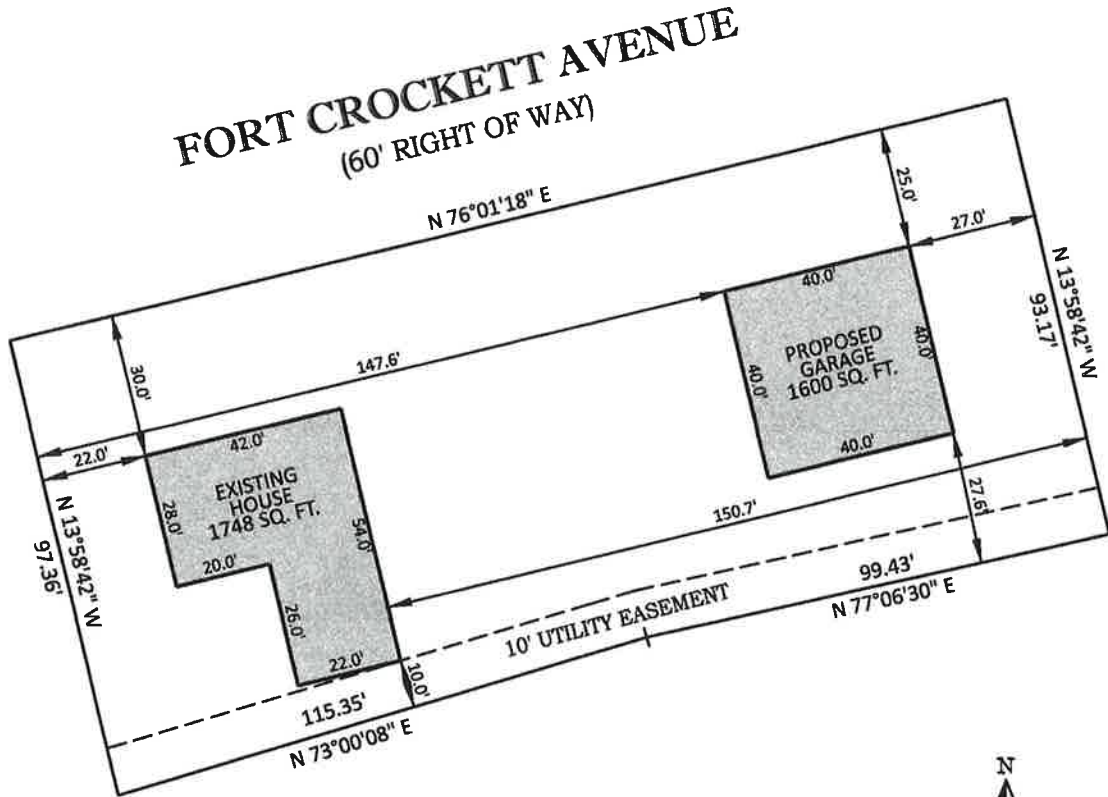 FORT CROCKETT AVENUE
(60' RIGHT OF WAY)
N 76°01'18" E
25.0'
27.0'
40.0'
N 13°58'42" W
93.17'
PROPOSED
GARAGE
1600 SQ. FT.
40.0'
40.0'
40.0'
147.6'
30.0'
22.0'
42.0'
EXISTING
HOUSE
1748 SQ. FT.
28.0'
54.0'
20.0'
26.0'
22.0'
10.0'
N 13°58'42" W
97.36'
150.7'
27.6'
10' UTILITY EASEMENT
99.43'
N 77°06'30" E
115.35'
N 73°00'08" E
N